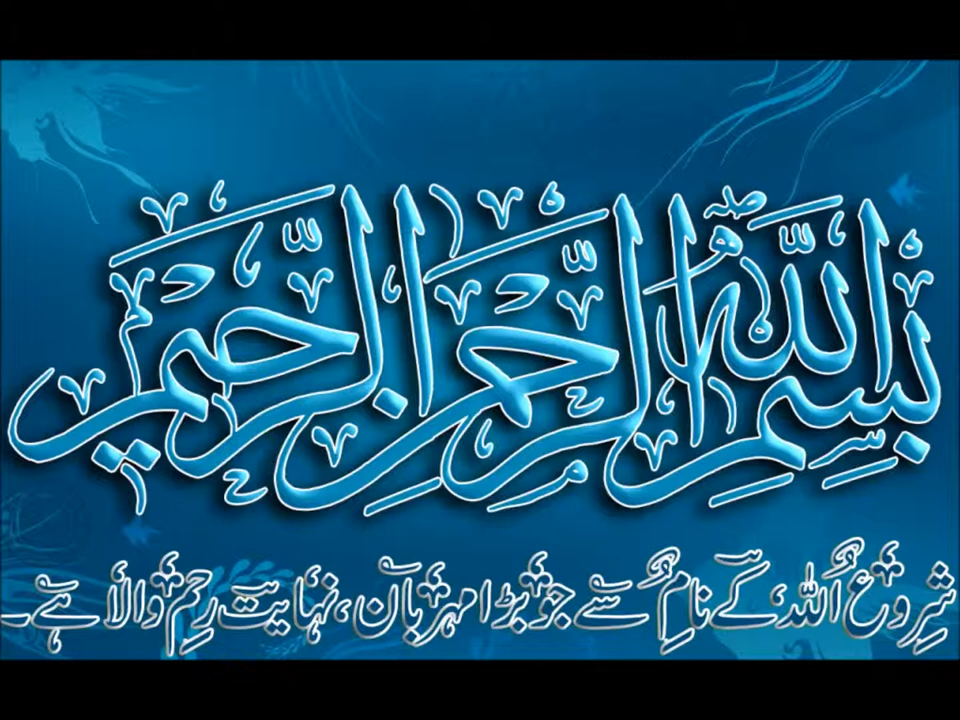 بِسْمِ اللّٰهِ الرَّحْمٰنِ الرَّحِيْمِ
شروع اللہ کے نام سے جو بڑا مہربان، نہایت رحم والا ہے۔